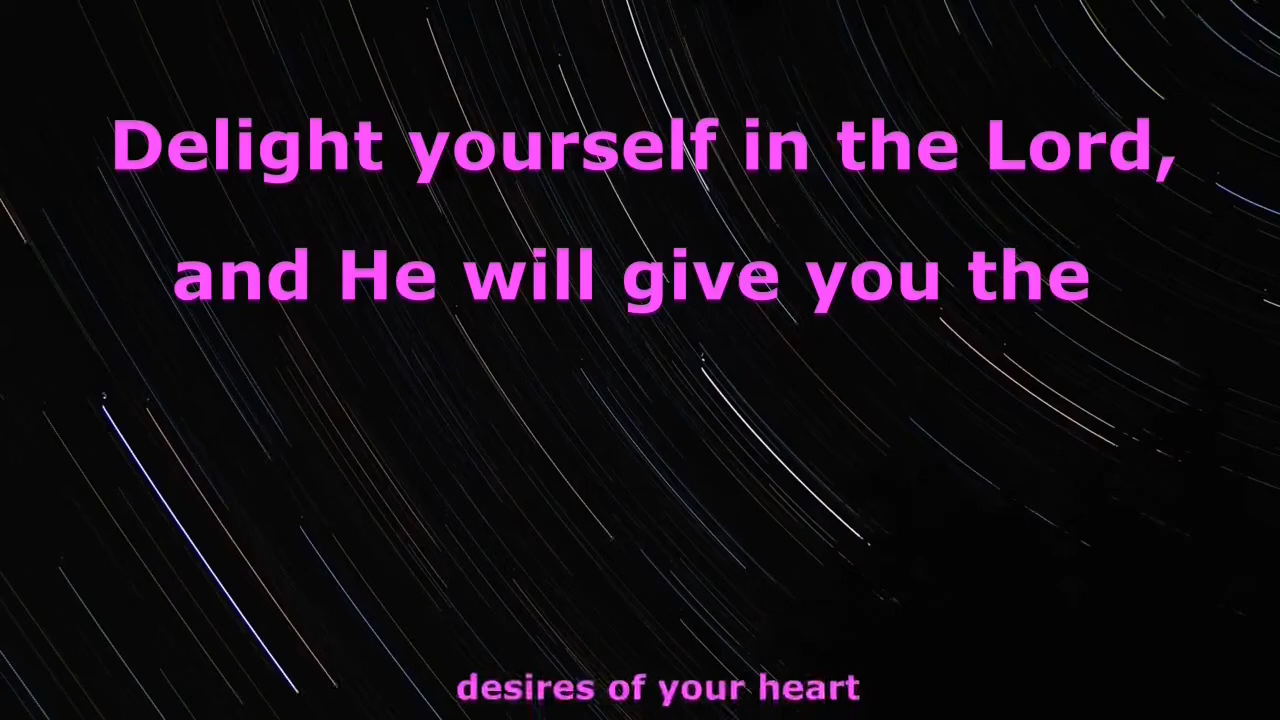 Delight yourself in the Lord,
and He will give you the
desires of your heart